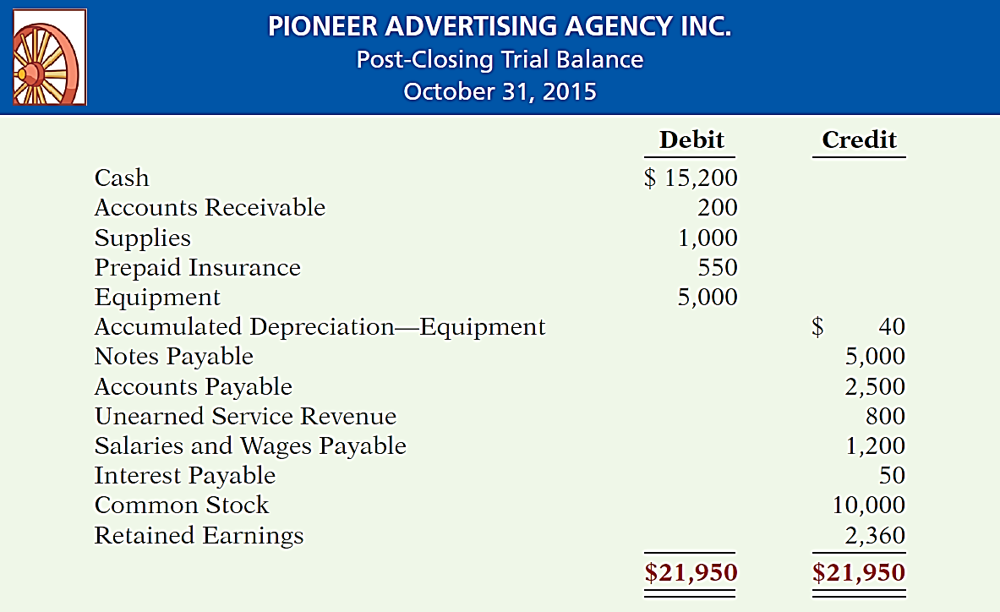 PIONEER ADVERTISING AGENCY INC.
Post-Closing Trial Balance
October 31, 2015
Debit Credit
Cash $ 15,200
Accounts Receivable 200
Supplies 1,000
Prepaid Insurance 550
Equipment 5,000
Accumulated Depreciation—Equipment $ 40
Notes Payable 5,000
Accounts Payable 2,500
Unearned Service Revenue 800
Salaries and Wages Payable 1,200
Interest Payable 50
Common Stock 10,000
Retained Earnings 2,360
$21,950 $21,950